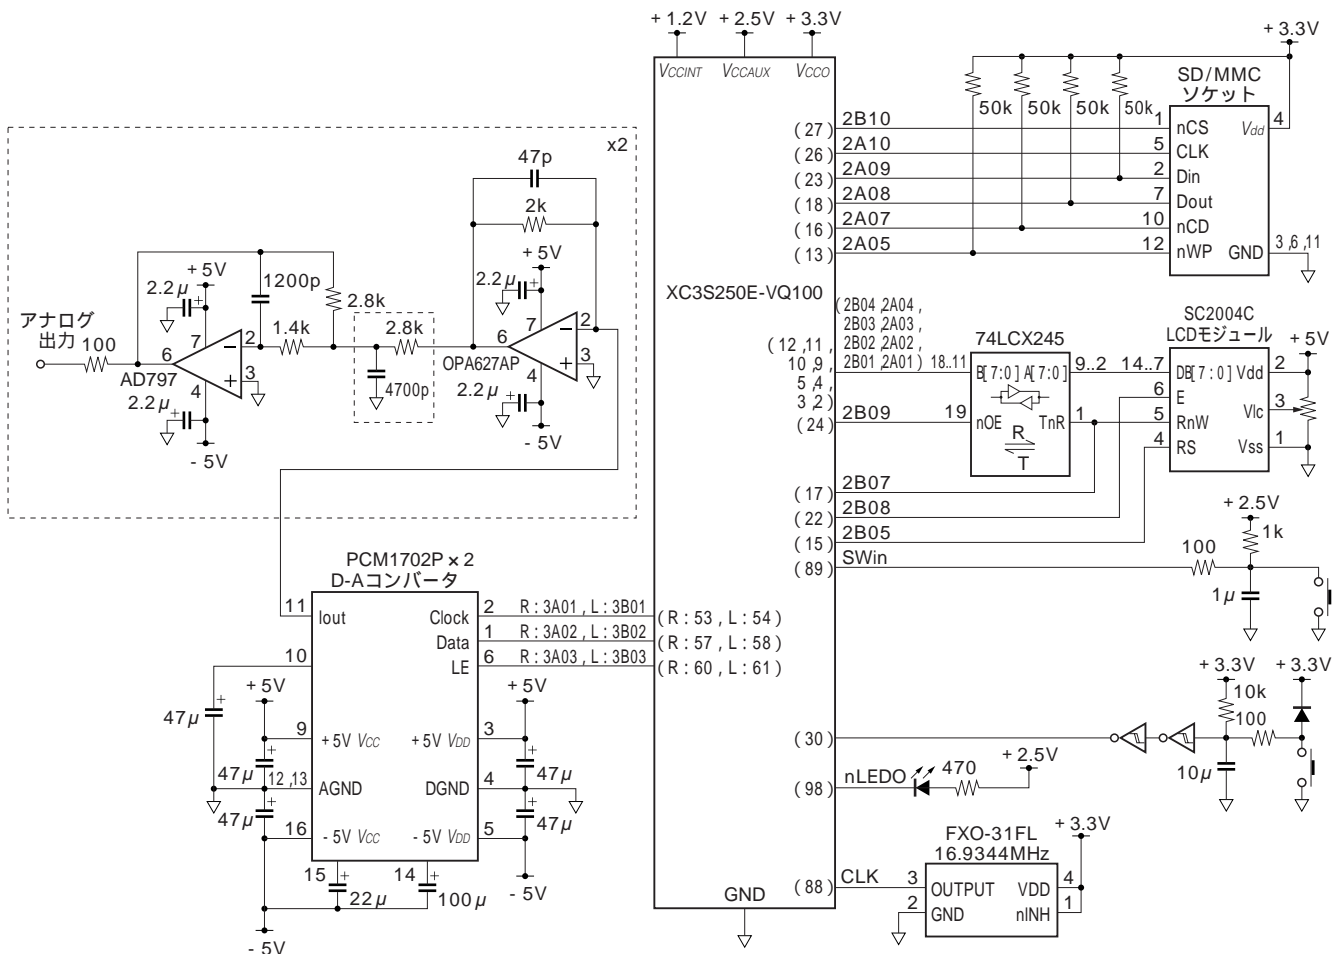 +1.2V
+2.5V
+3.3V
VCCINT
VCCAUX
VCCO
XC3S250E-VQ100
GND
+3.3V
50k
50k
50k
50k
SD/MMC
ソケット
(27)
2B10
1
nCS
Vdd
4
(26)
2A10
5
CLK
(23)
2A09
2
Din
(18)
2A08
7
Dout
(16)
2A07
10
nCD
(13)
2A05
12
nWP
GND
3,6,11
x2
47p
2k
+5V
2.2μ
7
2
6
3
OPA627AP
4
2.2μ
-5V
2.8k
4700p
1200p
2.8k
1.4k
+5V
2.2μ
7
2
6
3
AD797
4
2.2μ
-5V
アナログ
出力
100
(2B04,2A04,
2B03,2A03,
2B02,2A02,
2B01,2A01)
(12,11,
10,9,
5,4,
3,2)
18..11
74LCX245
B[7:0]
A[7:0]
9..2
(24)
2B09
19
nOE
TnR
1
R
T
SC2004C
LCDモジュール
+5V
14..7
DB[7:0]
Vdd
2
6
E
Vlc
3
5
RnW
4
RS
Vss
1
(17)
2B07
(22)
2B08
(15)
2B05
(89)
SWin
100
+2.5V
1k
1μ
PCM1702P×2
D-Aコンバータ
11
Iout
Clock
2
R:3A01,L:3B01
(R:53,L:54)
Data
1
R:3A02,L:3B02
(R:57,L:58)
10
LE
6
R:3A03,L:3B03
(R:60,L:61)
47μ
+5V
9
+5V VCC
+5V VDD
3
+5V
47μ
12,13
AGND
DGND
4
47μ
47μ
16
-5V VCC
-5V VDD
5
47μ
-5V
15
22μ
14
100μ
-5V
(30)
+3.3V
10k
100
10μ
+3.3V
(98)
nLEDO
470
+2.5V
FXO-31FL
16.9344MHz
+3.3V
(88)
CLK
3
OUTPUT
VDD
4
2
GND
nINH
1